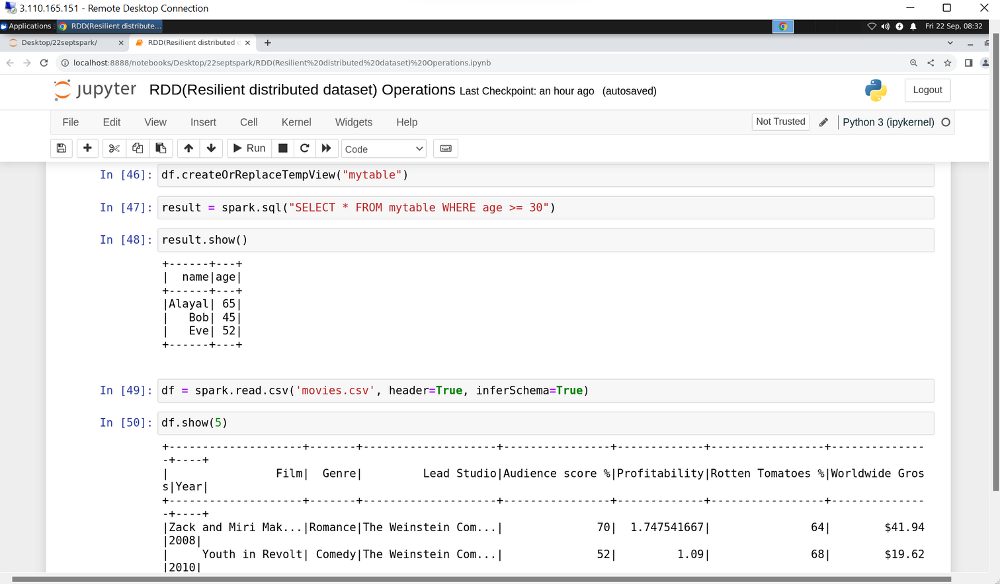 3.110.165.151 - Remote Desktop Connection
Applications RDD(Resilient distribute... Fri 22 Sep, 08:32
Desktop/22septspark/ RDD(Resilient distributed
localhost:8888/notebooks/Desktop/22septspark/RDD(Resilient%20distributed%20dataset)%20Operations.ipynb
jupyter RDD(Resilient distributed dataset) Operations Last Checkpoint: an hour ago (autosaved) Logout
File Edit View Insert Cell Kernel Widgets Help Not Trusted Python 3 (ipykernel)
Run Code
In [46]: df.createOrReplaceTempView("mytable")
In [47]: result = spark.sql("SELECT * FROM mytable WHERE age >= 30")
In [48]: result.show()
+------+---+
|  name|age|
+------+---+
|Alayal| 65|
|   Bob| 45|
|   Eve| 52|
+------+---+
In [49]: df = spark.read.csv('movies.csv', header=True, inferSchema=True)
In [50]: df.show(5)
+--------------------+-------+--------------------+----------------+-------------+-----------------+--------------
-+----+
|                Film|  Genre|         Lead Studio|Audience score %|Profitability|Rotten Tomatoes %|Worldwide Gros
s|Year|
+--------------------+-------+--------------------+----------------+-------------+-----------------+--------------
-+----+
|Zack and Miri Mak...|Romance|The Weinstein Com...|              70|  1.747541667|               64|        $41.94
|2008|
|     Youth in Revolt| Comedy|The Weinstein Com...|              52|         1.09|               68|        $19.62
|2010|